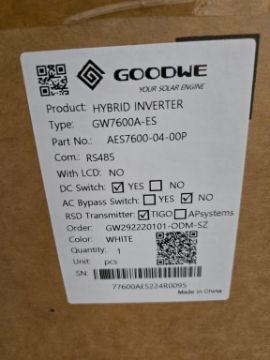 GOODWE
YOUR SOLAR ENGINE
Product: HYBRID INVERTER
Type: GW7600A-ES
Part No.: AES7600-04-00P
Com.: RS485
With LCD: NO
DC Switch: ☑ YES ☐ NO
AC Bypass Switch: ☐ YES ☑ NO
RSD Transmitter: ☑ TIGO ☐ APsystems
Order: GW292220101-ODM-SZ
Color: WHITE
Quantity: 1
Unit: pcs
SN:
77600AES224R0095
Made in China